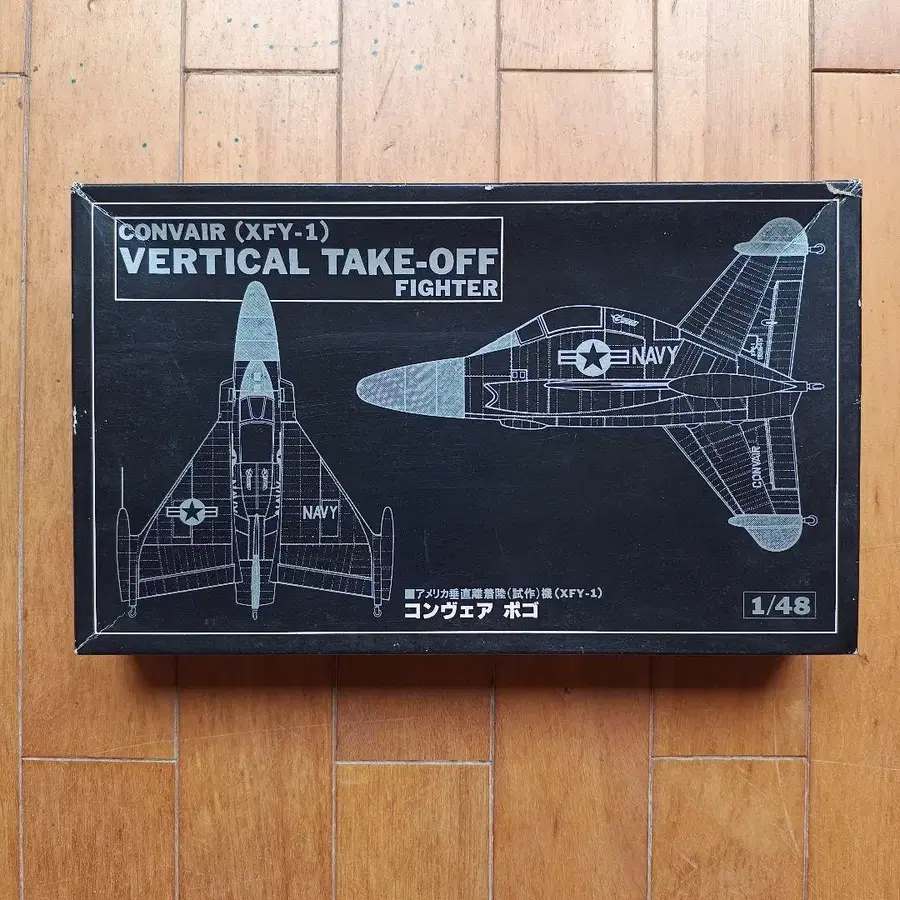 CONVAIR (XFY-1)
VERTICAL TAKE-OFF
FIGHTER
NAVY
CONVAIR
NAVY
■アメリカ垂直離着陸(試作)機(XFY-1)
コンヴェア ポゴ
1/48